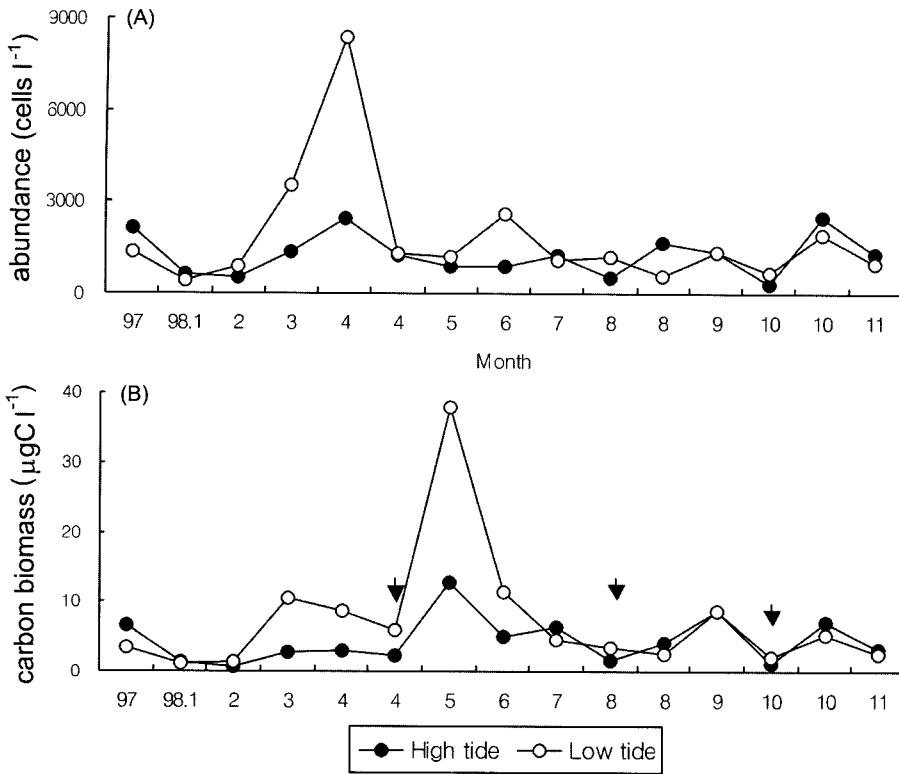 (A)
abundance (cells l-1)
9000
6000
3000
0
97 98.1 2 3 4 4 5 6 7 8 8 9 10 10 11
Month
(B)
carbon biomass (µgC l-1)
40
30
20
10
0
97 98.1 2 3 4 4 5 6 7 8 8 9 10 10 11
High tide Low tide